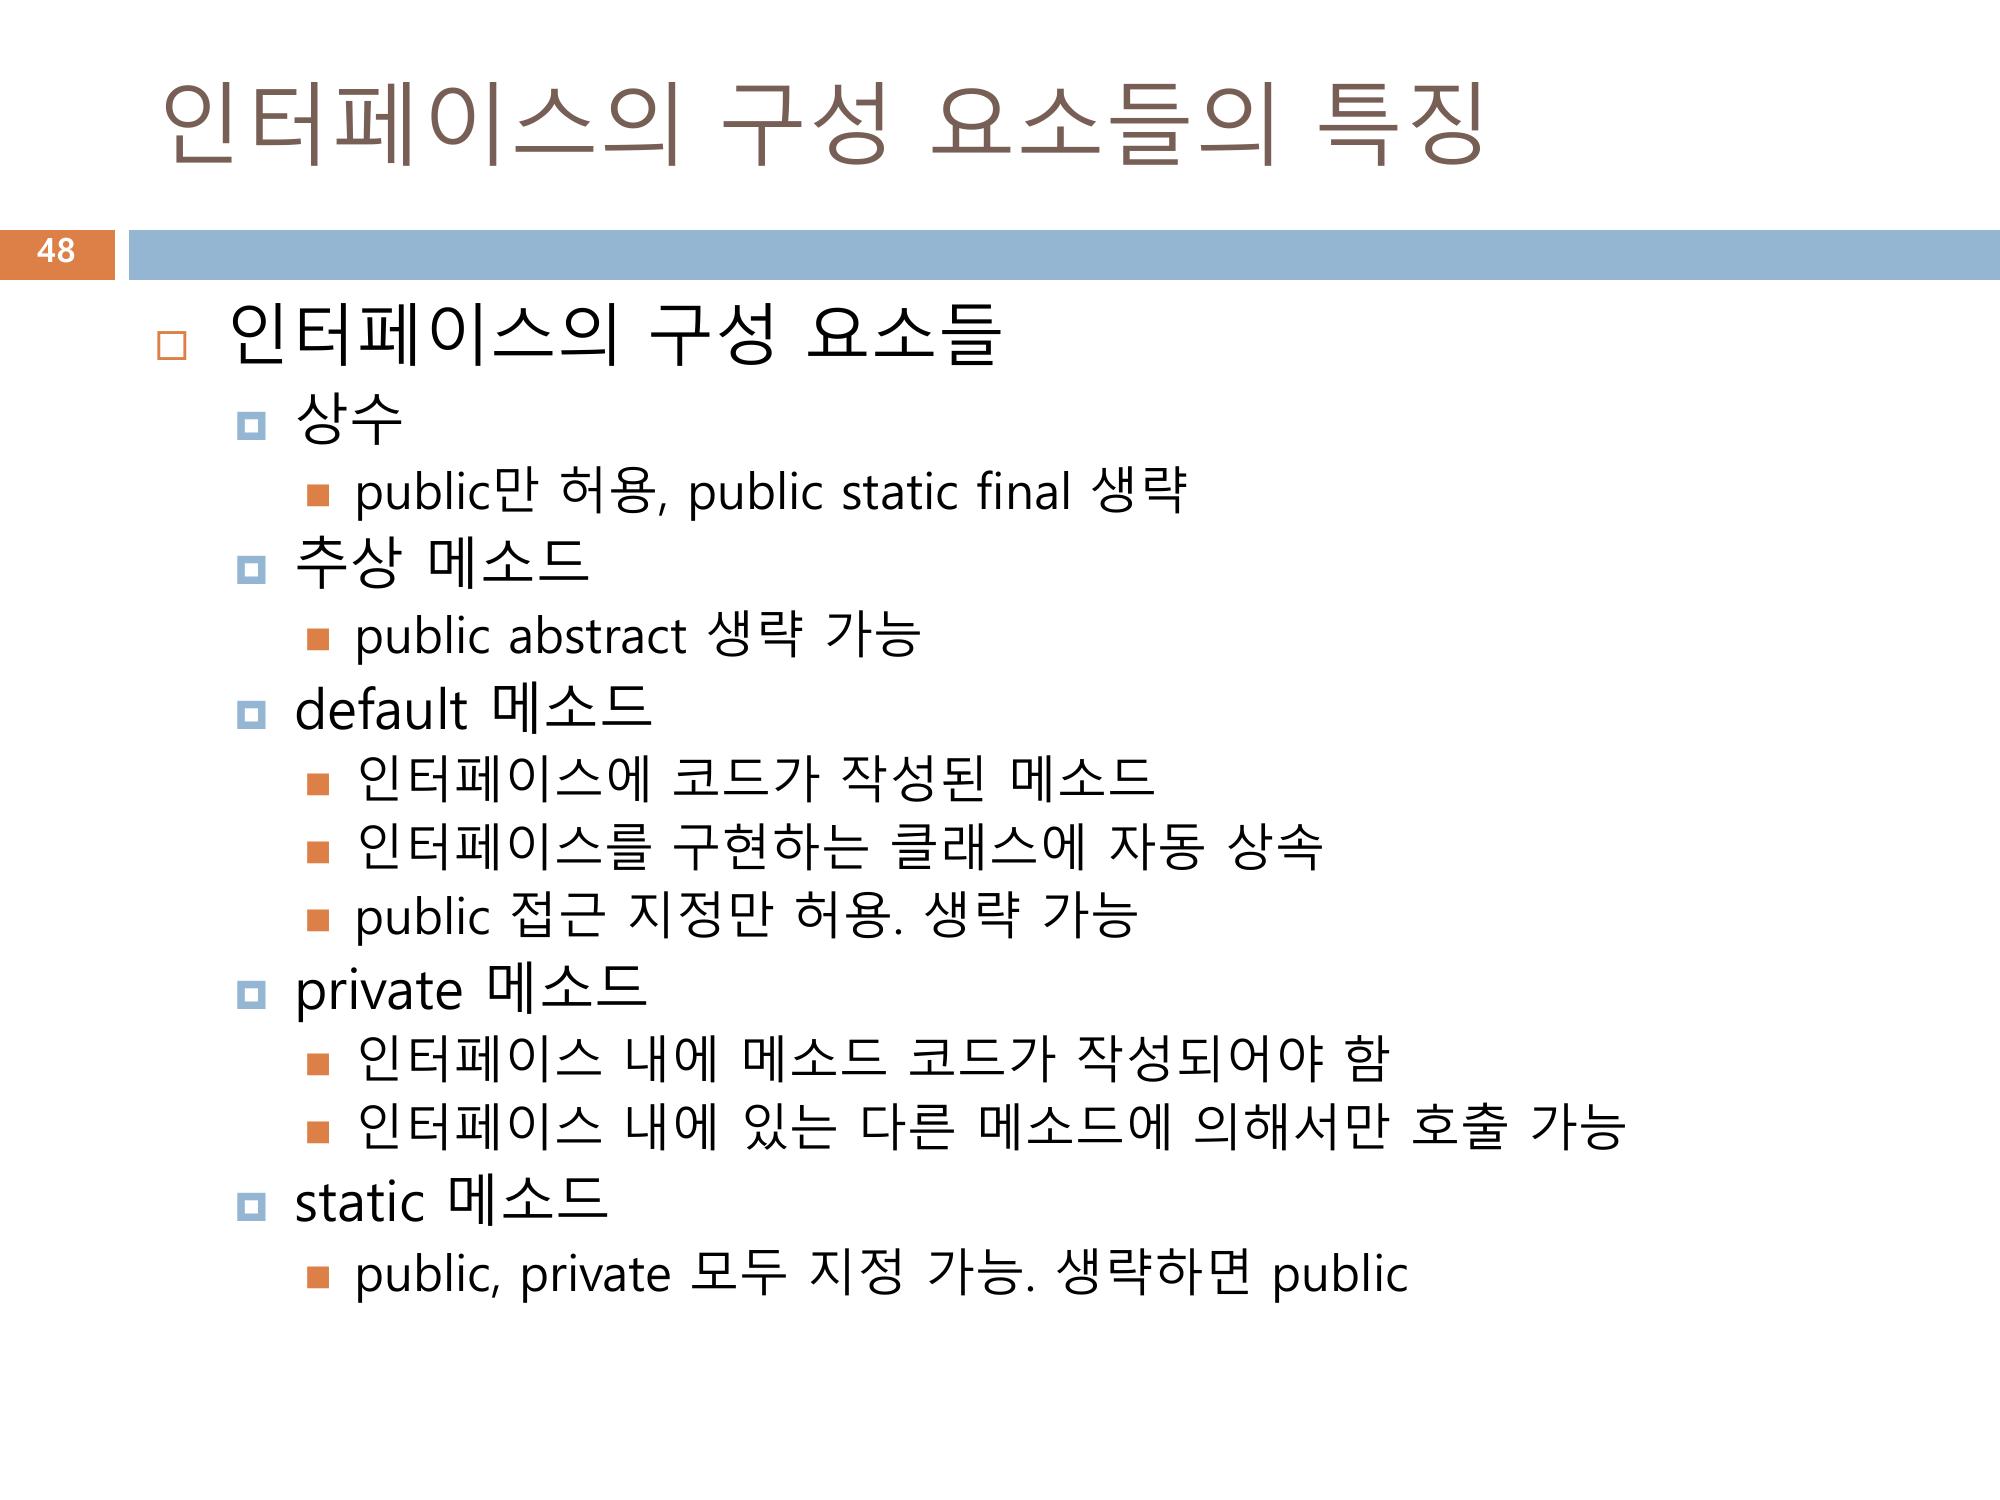 인터페이스의 구성 요소들의 특징
48
인터페이스의 구성 요소들
상수
public만 허용, public static final 생략
추상 메소드
public abstract 생략 가능
default 메소드
인터페이스에 코드가 작성된 메소드
인터페이스를 구현하는 클래스에 자동 상속
public 접근 지정만 허용. 생략 가능
private 메소드
인터페이스 내에 메소드 코드가 작성되어야 함
인터페이스 내에 있는 다른 메소드에 의해서만 호출 가능
static 메소드
public, private 모두 지정 가능. 생략하면 public